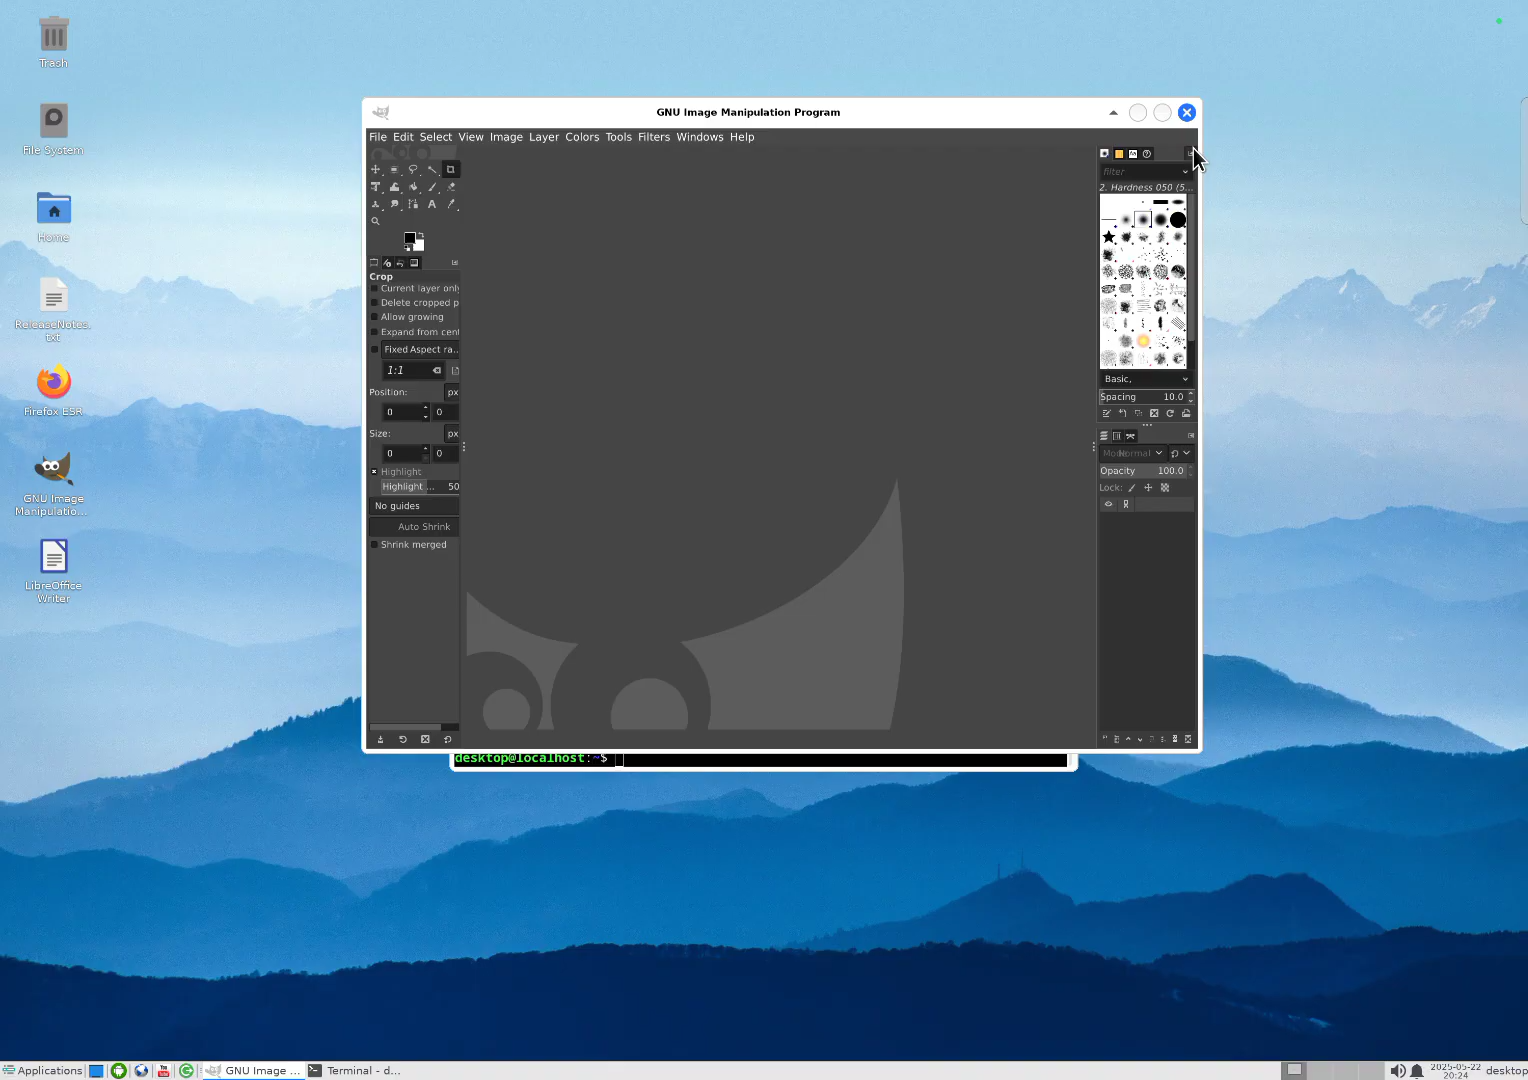 Trash
File System
Home
ReleaseNotes.
txt
Firefox ESR
GNU Image
Manipulatio...
LibreOffice
Writer
GNU Image Manipulation Program
File Edit Select View Image Layer Colors Tools Filters Windows Help
Crop
Current layer only
Delete cropped p
Allow growing
Expand from cent
Fixed Aspect ra...
1:1
Position:
px
0
0
Size:
px
0
0
Highlight
Highlight ...
50
No guides
Auto Shrink
Shrink merged
filter
2. Hardness 050 (5...
Basic,
Spacing 10.0
Normal
Opacity 100.0
Lock:
desktop@localhost:~$
Applications
GNU Image ...
Terminal - d...
2025-05-22
20:24
desktop